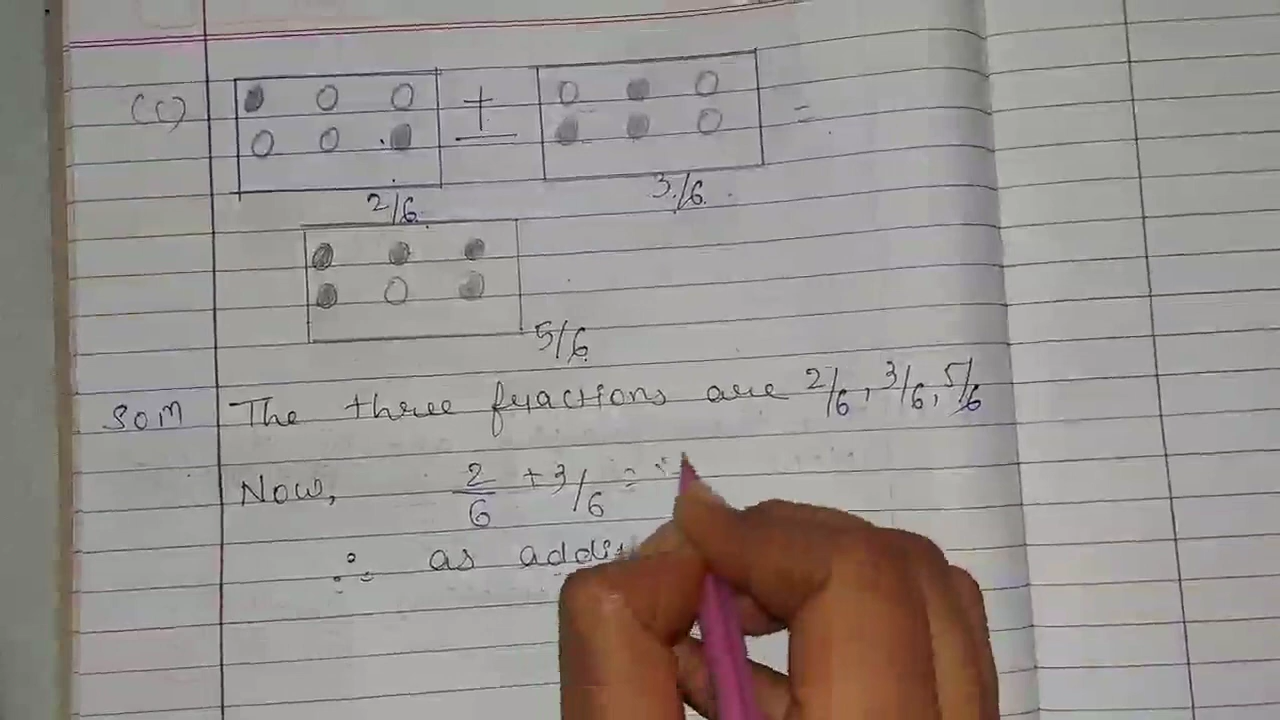 (c) + =
2/6 3/6
5/6
Som The three fractions are 2/6, 3/6, 5/6
Now, 2/6 + 3/6 =
∴ as addi